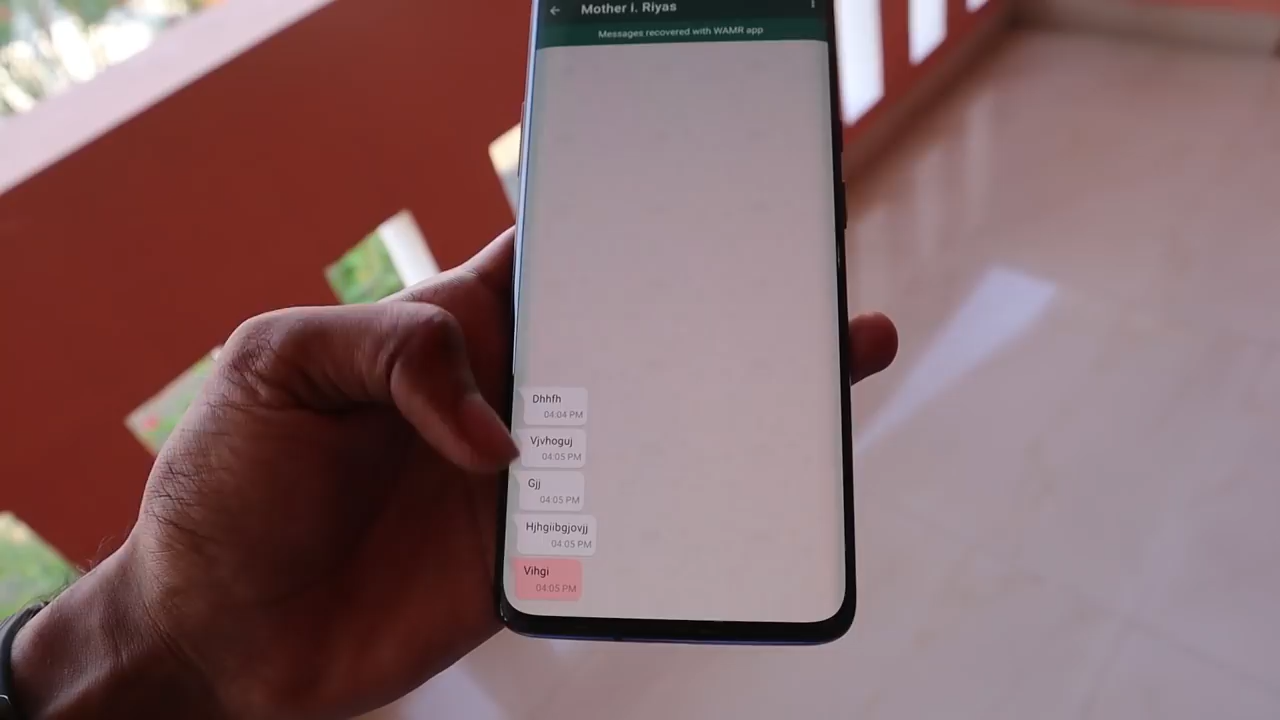 Mother i. Riyas
Messages recovered with WAMR app
Dhhfh
04:04 PM
Vjvhoguj
04:05 PM
Gjj
04:05 PM
Hjhgiibgjovjj
04:05 PM
Vihgi
04:05 PM